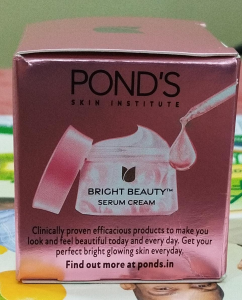 POND'S
SKIN INSTITUTE
BRIGHT BEAUTY™
SERUM CREAM
Clinically proven efficacious products to make you
look and feel beautiful today and every day. Get your
perfect bright glowing skin everyday.
Find out more at ponds.in